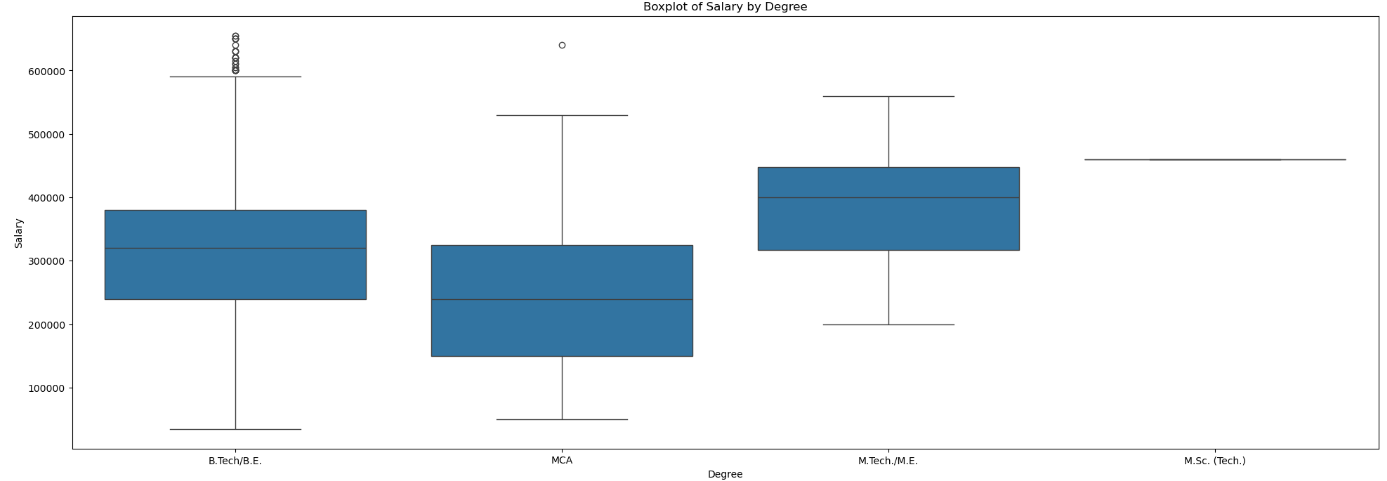 Boxplot of Salary by Degree
Salary
600000
500000
400000
300000
200000
100000
B.Tech/B.E.
MCA
M.Tech./M.E.
M.Sc. (Tech.)
Degree